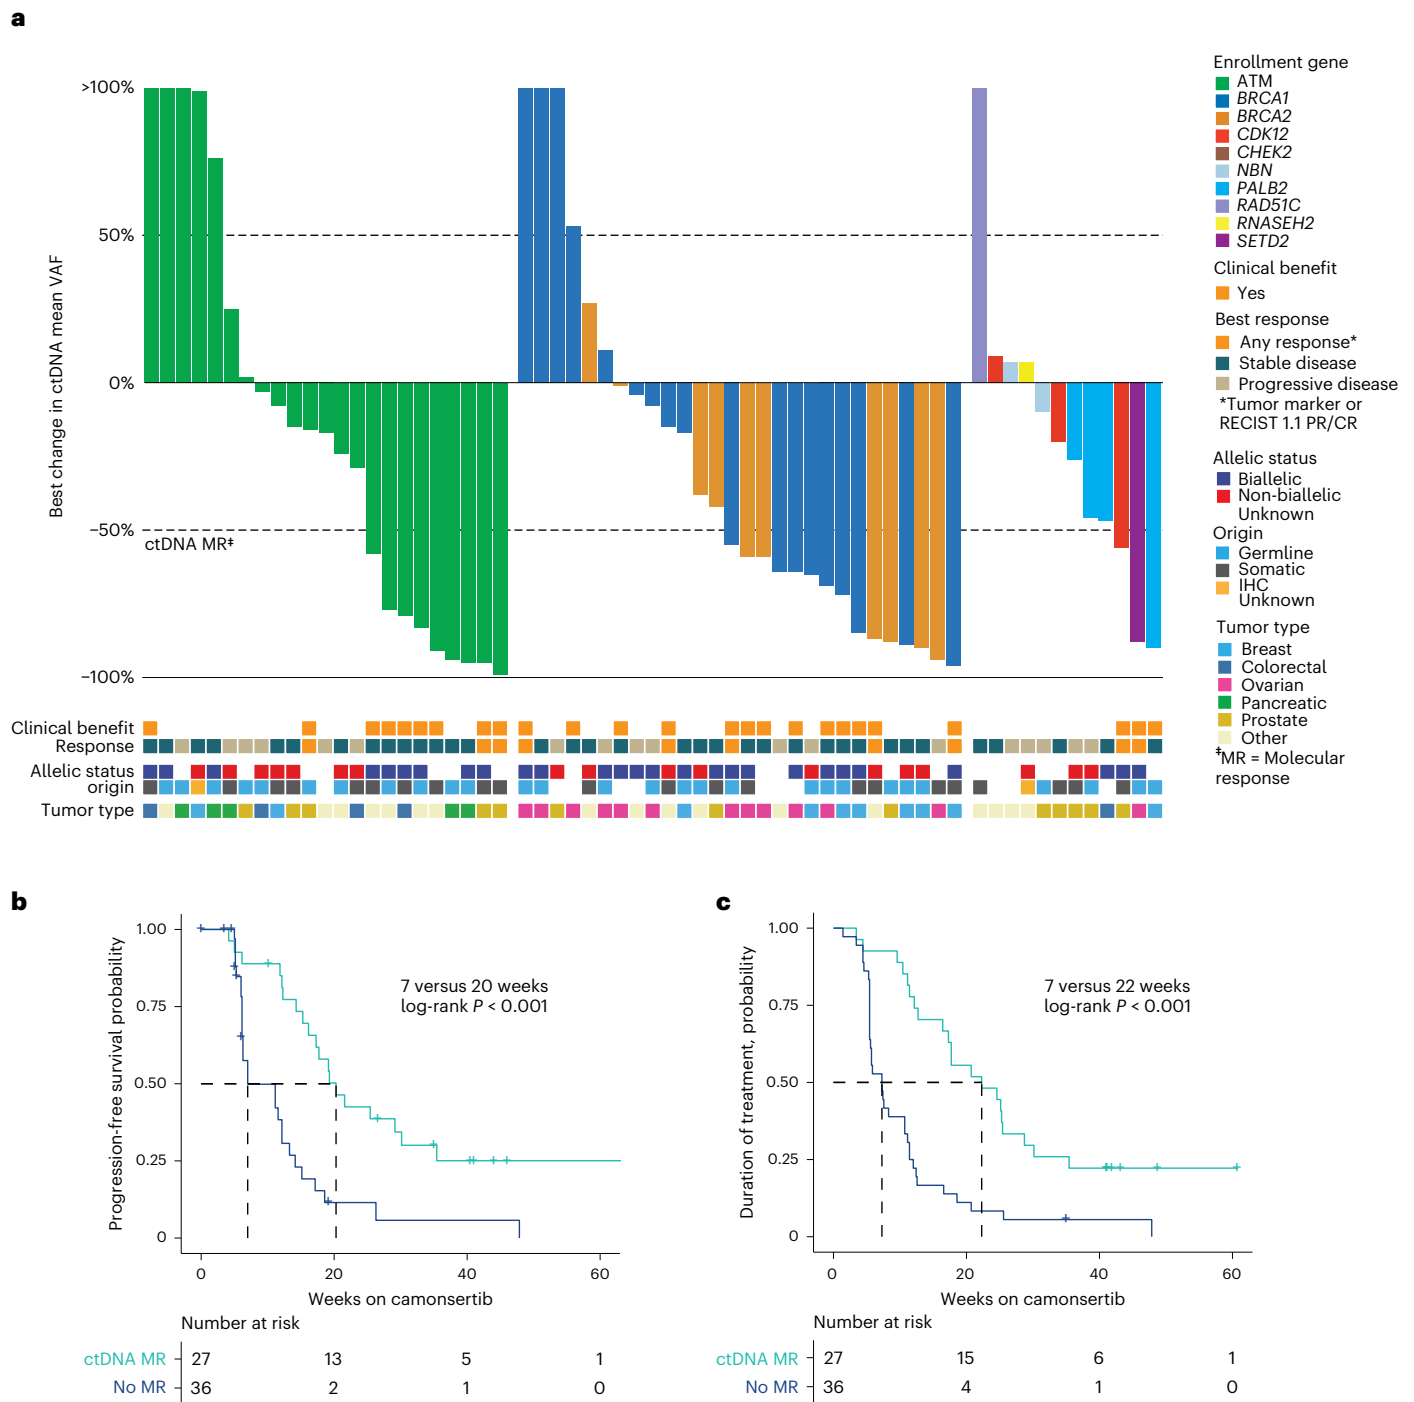 a
>100%
50%
0%
−50%
−100%
Best change in ctDNA mean VAF
ctDNA MR‡
Enrollment gene
ATM
BRCA1
BRCA2
CDK12
CHEK2
NBN
PALB2
RAD51C
RNASEH2
SETD2
Clinical benefit
Yes
Best response
Any response*
Stable disease
Progressive disease
*Tumor marker or
RECIST 1.1 PR/CR
Allelic status
Biallelic
Non-biallelic
Unknown
Origin
Germline
Somatic
IHC
Unknown
Tumor type
Breast
Colorectal
Ovarian
Pancreatic
Prostate
Other
‡MR = Molecular
response
Clinical benefit
Response
Allelic status
origin
Tumor type
b
Progression-free survival probability
1.00
0.75
0.50
0.25
0
7 versus 20 weeks
log-rank P < 0.001
0 20 40 60
Weeks on camonsertib
Number at risk
ctDNA MR 27 13 5 1
No MR 36 2 1 0
c
Duration of treatment, probability
1.00
0.75
0.50
0.25
0
7 versus 22 weeks
log-rank P < 0.001
0 20 40 60
Weeks on camonsertib
Number at risk
ctDNA MR 27 15 6 1
No MR 36 4 1 0